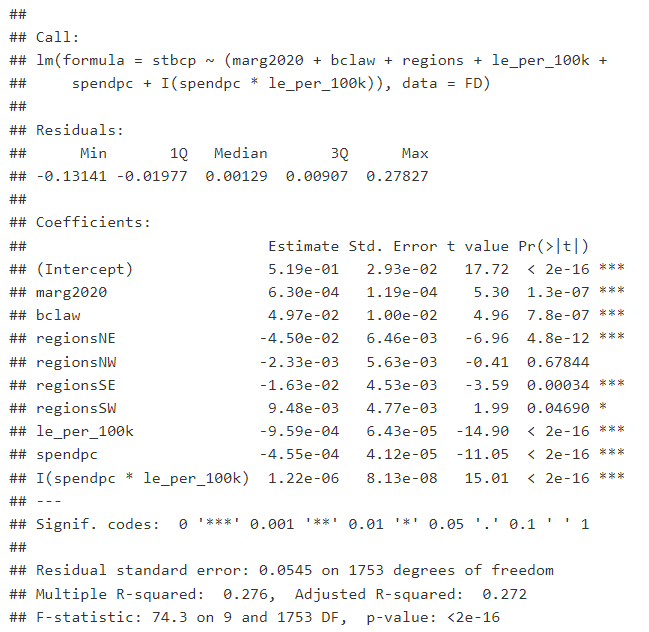 ##
## Call:
## lm(formula = stbcp ~ (marg2020 + bclaw + regions + le_per_100k +
##     spendpc + I(spendpc * le_per_100k)), data = FD)
##
## Residuals:
##      Min       1Q   Median       3Q      Max
## -0.13141 -0.01977  0.00129  0.00907  0.27827
##
## Coefficients:
##                           Estimate Std. Error t value Pr(>|t|)
## (Intercept)               5.19e-01   2.93e-02   17.72  < 2e-16 ***
## marg2020                  6.30e-04   1.19e-04    5.30  1.3e-07 ***
## bclaw                     4.97e-02   1.00e-02    4.96  7.8e-07 ***
## regionsNE                -4.50e-02   6.46e-03   -6.96  4.8e-12 ***
## regionsNW                -2.33e-03   5.63e-03   -0.41  0.67844
## regionsSE                -1.63e-02   4.53e-03   -3.59  0.00034 ***
## regionsSW                 9.48e-03   4.77e-03    1.99  0.04690 *
## le_per_100k              -9.59e-04   6.43e-05  -14.90  < 2e-16 ***
## spendpc                  -4.55e-04   4.12e-05  -11.05  < 2e-16 ***
## I(spendpc * le_per_100k)  1.22e-06   8.13e-08   15.01  < 2e-16 ***
## ---
## Signif. codes:  0 '***' 0.001 '**' 0.01 '*' 0.05 '.' 0.1 ' ' 1
##
## Residual standard error: 0.0545 on 1753 degrees of freedom
## Multiple R-squared:  0.276,  Adjusted R-squared:  0.272
## F-statistic: 74.3 on 9 and 1753 DF,  p-value: <2e-16